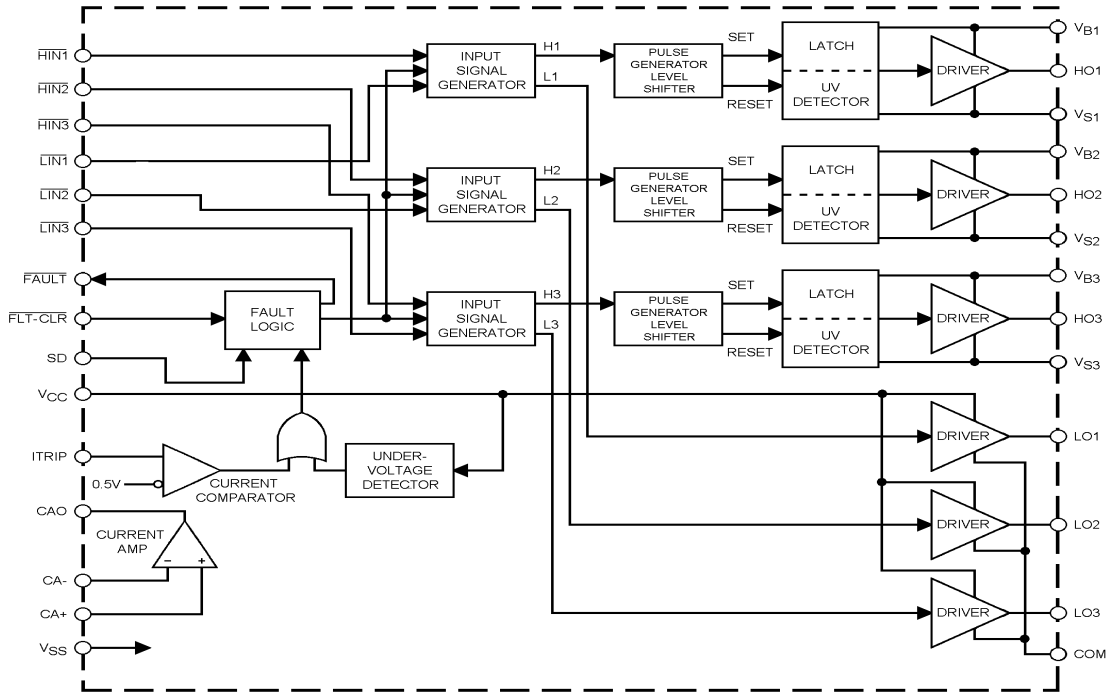 HIN1
HIN2
HIN3
LIN1
LIN2
LIN3
FAULT
FLT-CLR
SD
VCC
ITRIP
0.5V
CAO
CA-
CA+
VSS
INPUT
SIGNAL
GENERATOR
H1
L1
PULSE
GENERATOR
LEVEL
SHIFTER
SET
RESET
LATCH
UV
DETECTOR
DRIVER
VB1
HO1
VS1
INPUT
SIGNAL
GENERATOR
H2
L2
PULSE
GENERATOR
LEVEL
SHIFTER
SET
RESET
LATCH
UV
DETECTOR
DRIVER
VB2
HO2
VS2
FAULT
LOGIC
INPUT
SIGNAL
GENERATOR
H3
L3
PULSE
GENERATOR
LEVEL
SHIFTER
SET
RESET
LATCH
UV
DETECTOR
DRIVER
VB3
HO3
VS3
CURRENT
COMPARATOR
UNDER-
VOLTAGE
DETECTOR
CURRENT
AMP
-
+
DRIVER
LO1
DRIVER
LO2
DRIVER
LO3
COM